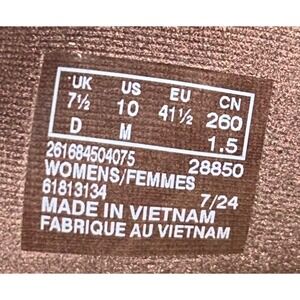 UK US EU CN
7½ 10 41½ 260
D M 1.5
261684504075 28850
WOMENS/FEMMES
61813134 7/24
MADE IN VIETNAM
FABRIQUE AU VIETNAM